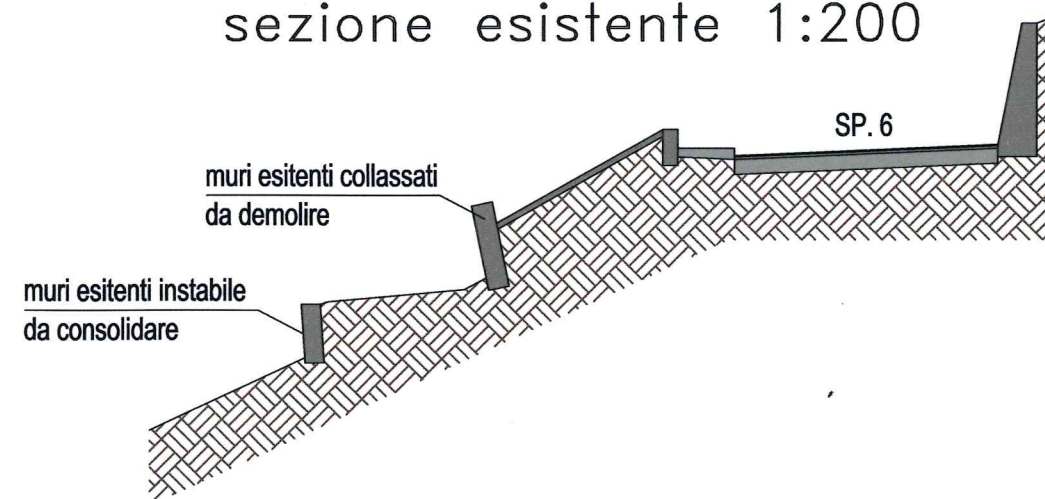 sezione esistente 1:200
SP. 6
muri esitenti collassati
da demolire
muri esitenti instabile
da consolidare